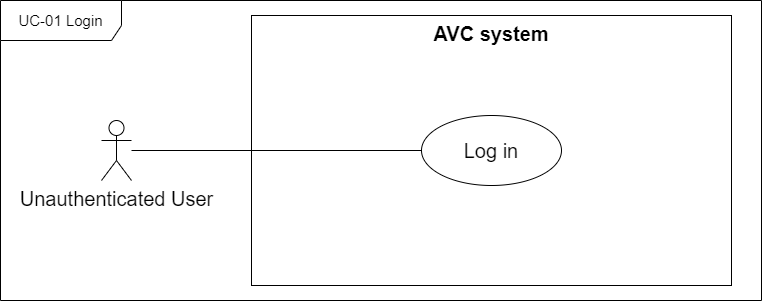 UC-01 Login
AVC system
Log in
Unauthenticated User